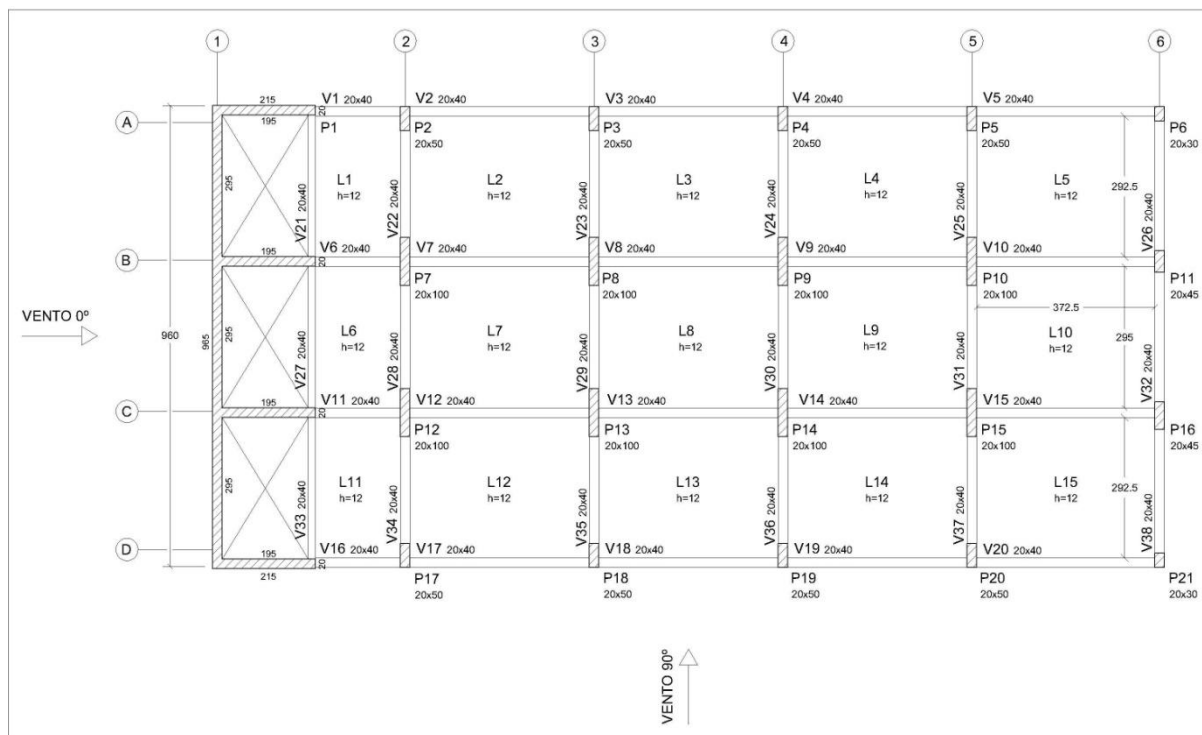 1 2 3 4 5 6
215 V1 20x40 V2 20x40 V3 20x40 V4 20x40 V5 20x40
20
A 195 P1 P2 P3 P4 P5 P6
20x50 20x50 20x50 20x50 20x30
295 V21 20x40 L1 V22 20x40 L2 V23 20x40 L3 V24 20x40 L4 V25 20x40 L5 292.5 V26 20x40
h=12 h=12 h=12 h=12 h=12
195 V6 20x40 V7 20x40 V8 20x40 V9 20x40 V10 20x40
B 20
P7 P8 P9 P10 P11
20x100 20x100 20x100 20x100 20x45
372.5
VENTO 0º
960 965 295 V27 20x40 L6 V28 20x40 L7 V29 20x40 L8 V30 20x40 L9 V31 20x40 L10 295 V32 20x40
h=12 h=12 h=12 h=12 h=12
195 V11 20x40 V12 20x40 V13 20x40 V14 20x40 V15 20x40
C 20
P12 P13 P14 P15 P16
20x100 20x100 20x100 20x100 20x45
295 V33 20x40 L11 V34 20x40 L12 V35 20x40 L13 V36 20x40 L14 V37 20x40 L15 292.5 V38 20x40
h=12 h=12 h=12 h=12 h=12
D 195 V16 20x40 V17 20x40 V18 20x40 V19 20x40 V20 20x40
20
215 P17 P18 P19 P20 P21
20x50 20x50 20x50 20x50 20x30
VENTO 90º